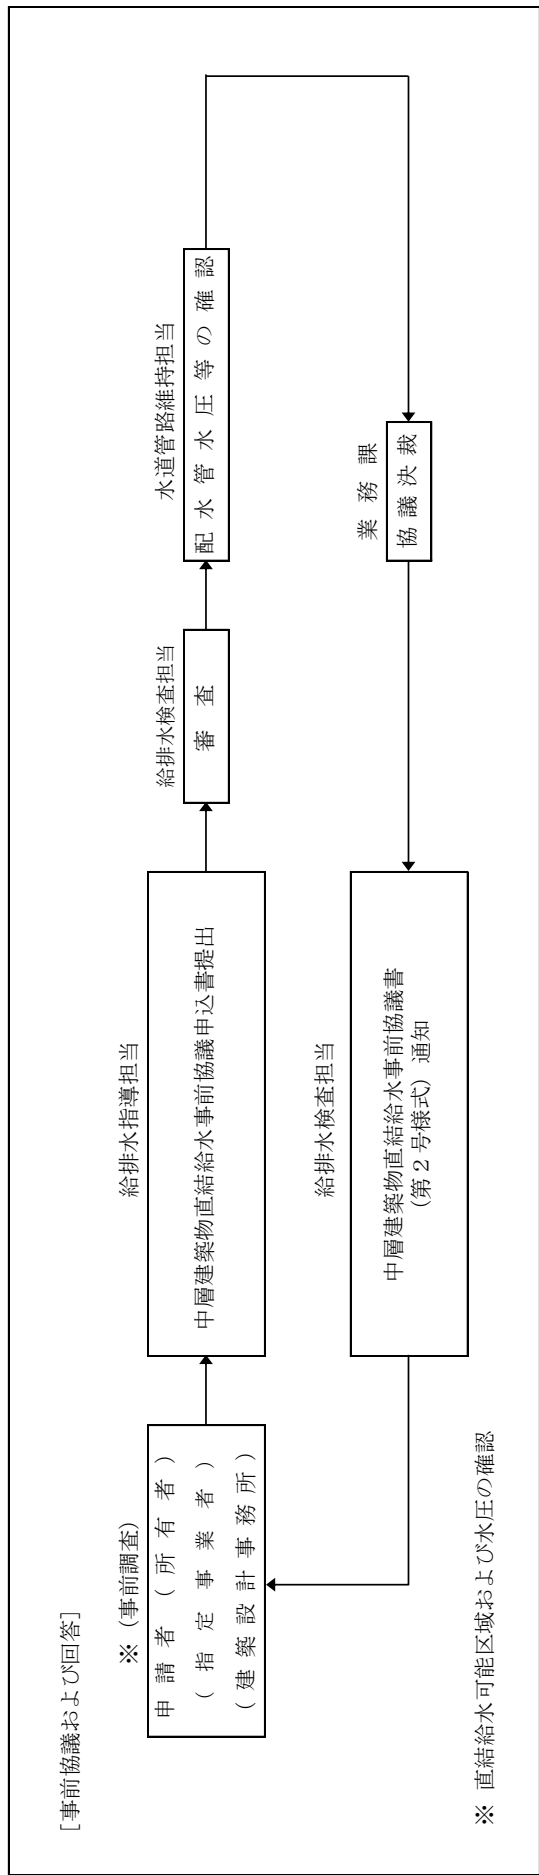 [事前協議および回答]
※（事前調査）
申請者（所有者）
（指定事業者）
（建築設計事務所）
給排水指導担当
中層建築物直結給水事前協議申込書提出
給排水検査担当
審査
水道管路維持担当
配水管水圧等の確認
業務課
協議決裁
給排水検査担当
中層建築物直結給水事前協議書
(第２号様式) 通知
※ 直結給水可能区域および水圧の確認